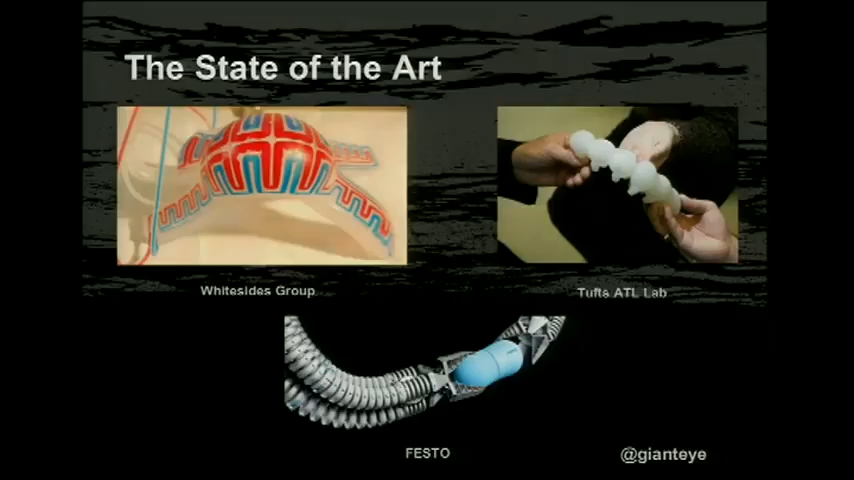 The State of the Art
Whitesides Group
Tufts ATL Lab
FESTO
@gianteye